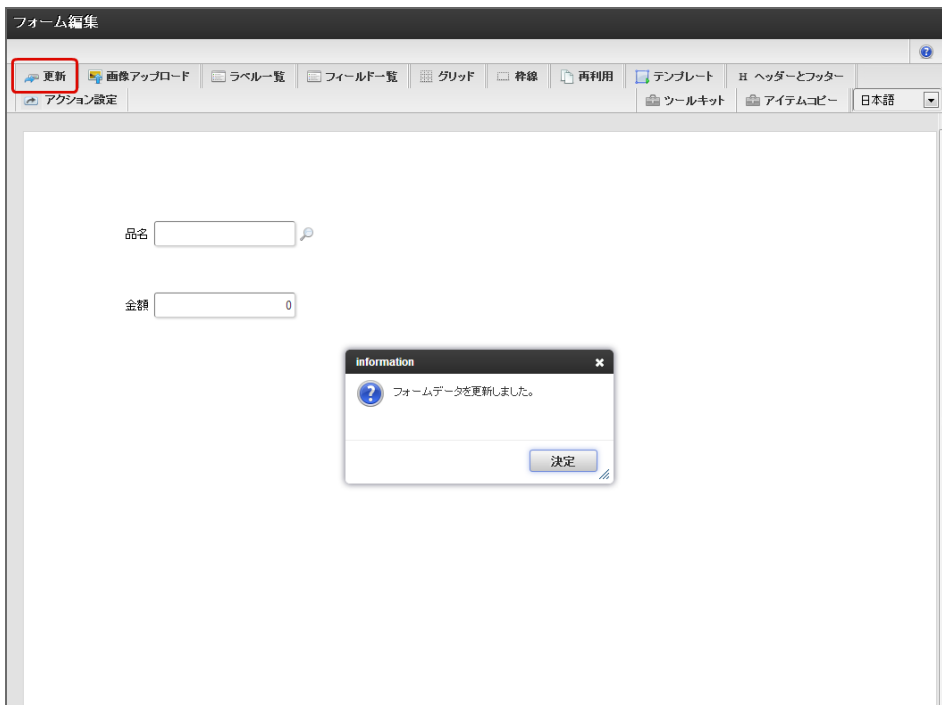 フォーム編集
更新 画像アップロード ラベル一覧 フィールド一覧 グリッド 枠線 再利用 テンプレート H ヘッダーとフッター
アクション設定 ツールキット アイテムコピー 日本語
品名
金額 0
information
フォームデータを更新しました。
決定